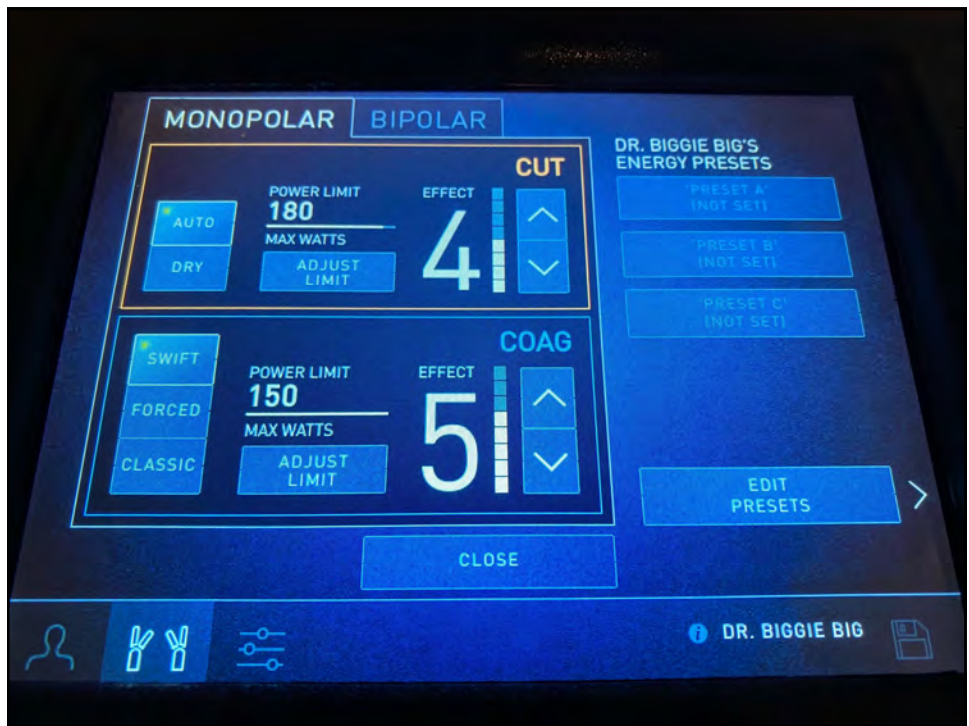 MONOPOLAR
BIPOLAR
CUT
AUTO
DRY
POWER LIMIT
180
MAX WATTS
ADJUST
LIMIT
EFFECT
4
COAG
SWIFT
FORCED
CLASSIC
POWER LIMIT
150
MAX WATTS
ADJUST
LIMIT
EFFECT
5
DR. BIGGIE BIG'S
ENERGY PRESETS
'PRESET A'
[NOT SET]
'PRESET B'
[NOT SET]
'PRESET C'
[NOT SET]
EDIT
PRESETS
CLOSE
i DR. BIGGIE BIG